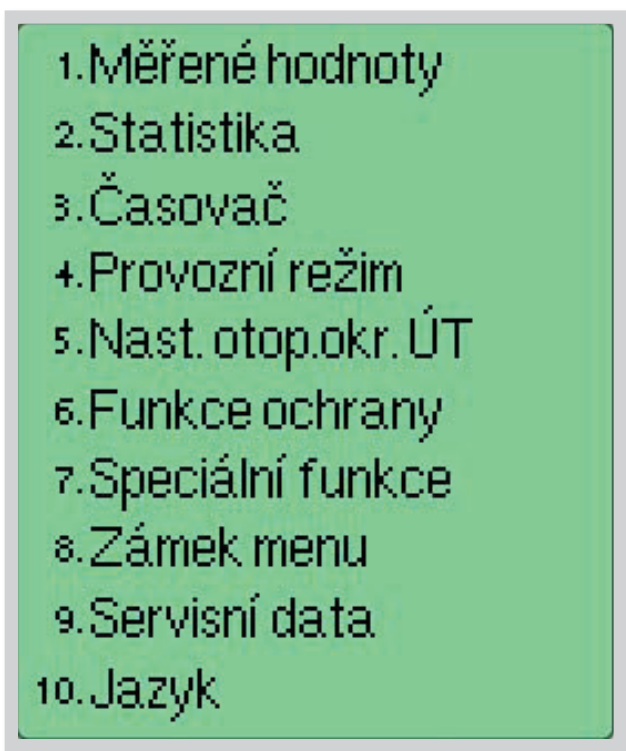 1.Měřené hodnoty
2.Statistika
3.Časovač
4.Provozní režim
5.Nast. otop.okr. ÚT
6.Funkce ochrany
7.Speciální funkce
8.Zámek menu
9.Servisní data
10.Jazyk